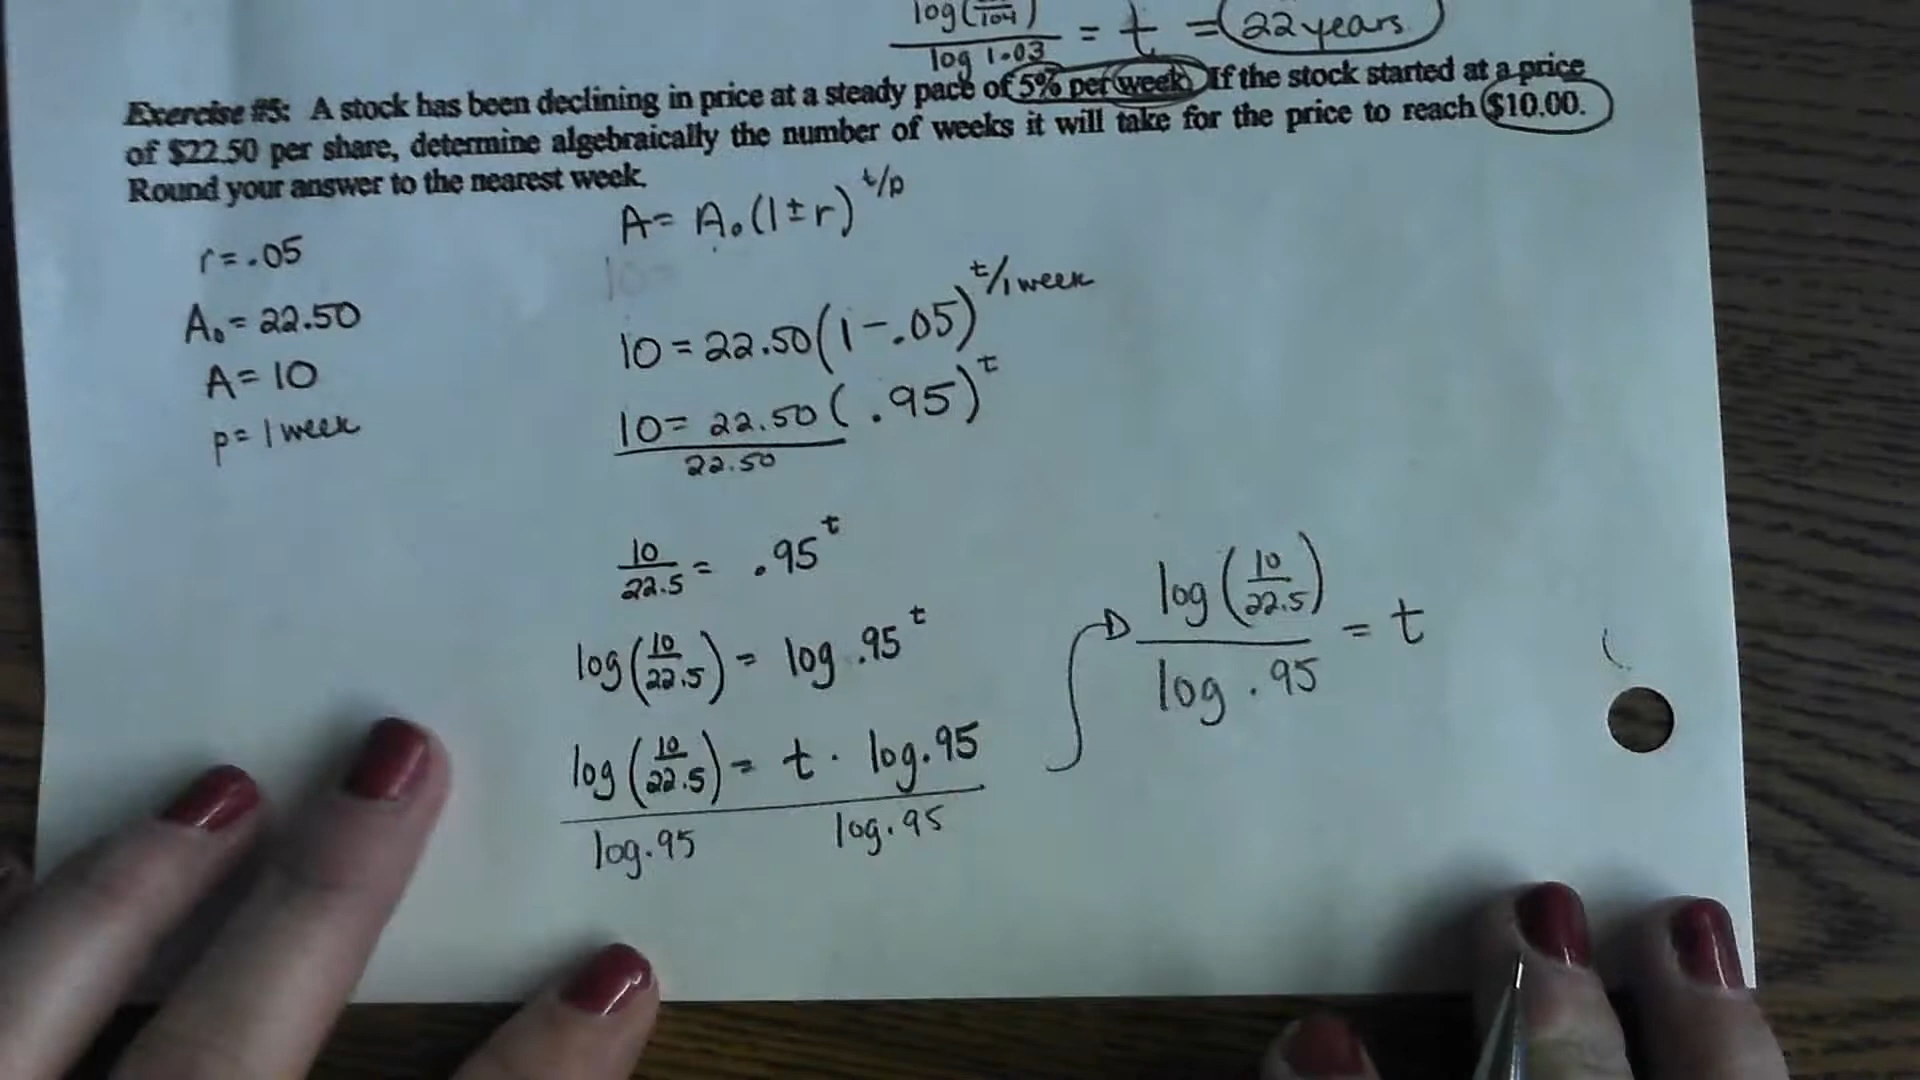 log(/104) / log 1.03 = t = 22 years
Exercise #5: A stock has been declining in price at a steady pace of 5% per week. If the stock started at a price
of $22.50 per share, determine algebraically the number of weeks it will take for the price to reach $10.00.
Round your answer to the nearest week.
A = A₀(1±r)^t/p
r = .05
10 =
A₀ = 22.50
10 = 22.50(1-.05)^t/1 week
A = 10
10 = 22.50(.95)^t
p = 1 week
22.50
10/22.5 = .95^t
log(10/22.5) = log .95^t
log(10/22.5) = t · log .95
log .95 log .95
log(10/22.5) / log .95 = t